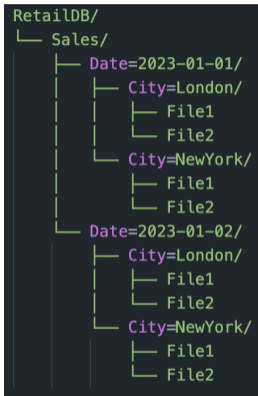 RetailDB/
└── Sales/
    ├── Date=2023-01-01/
    │   ├── City=London/
    │   │   ├── File1
    │   │   └── File2
    │   └── City=NewYork/
    │       ├── File1
    │       └── File2
    └── Date=2023-01-02/
        ├── City=London/
        │   ├── File1
        │   └── File2
        └── City=NewYork/
            ├── File1
            └── File2